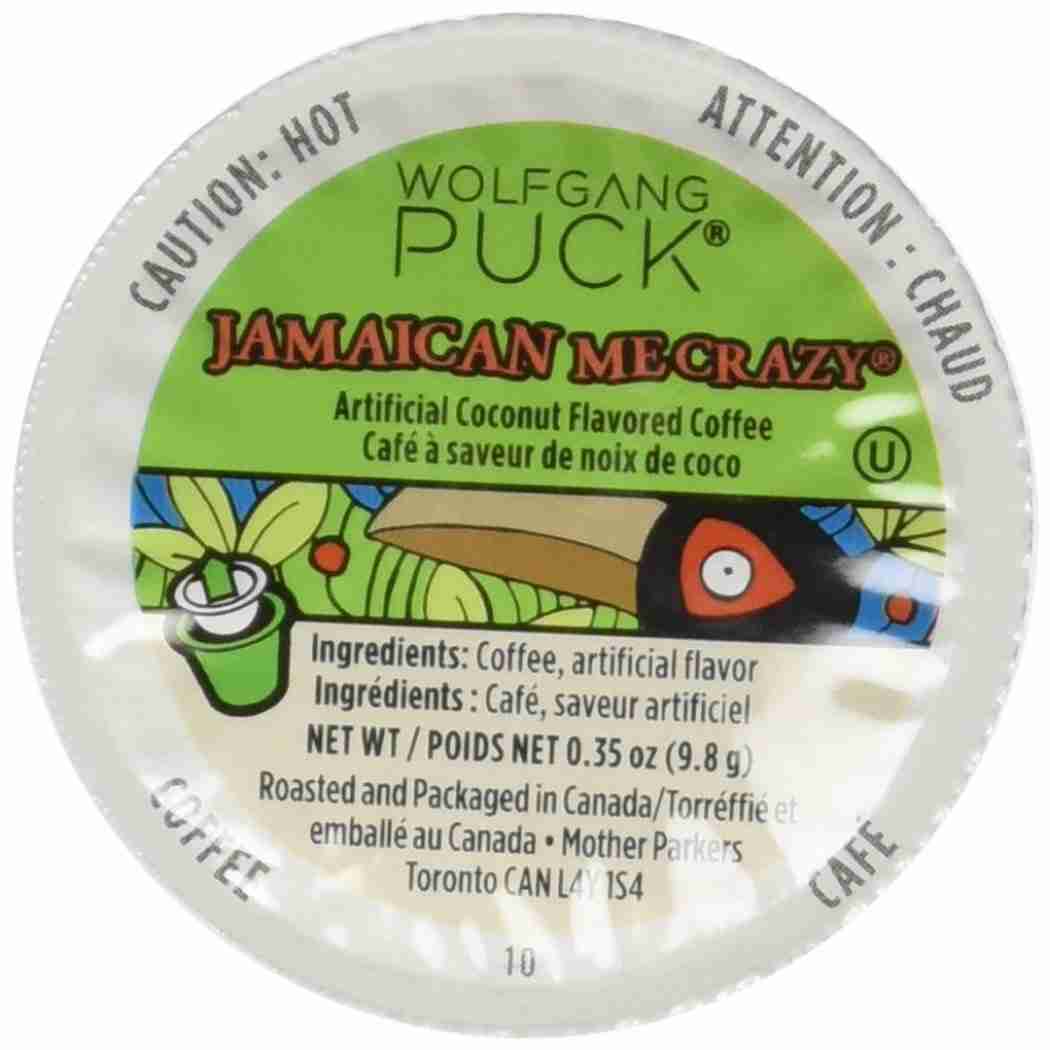 CAUTION: HOT
ATTENTION : CHAUD
WOLFGANG
PUCK®
JAMAICAN ME CRAZY®
Artificial Coconut Flavored Coffee
Café à saveur de noix de coco
U
Ingredients: Coffee, artificial flavor
Ingrédients : Café, saveur artificiel
NET WT / POIDS NET 0.35 oz (9.8 g)
Roasted and Packaged in Canada/Torréffié et
emballé au Canada • Mother Parkers
Toronto CAN L4Y 1S4
COFFEE
CAFÉ
10